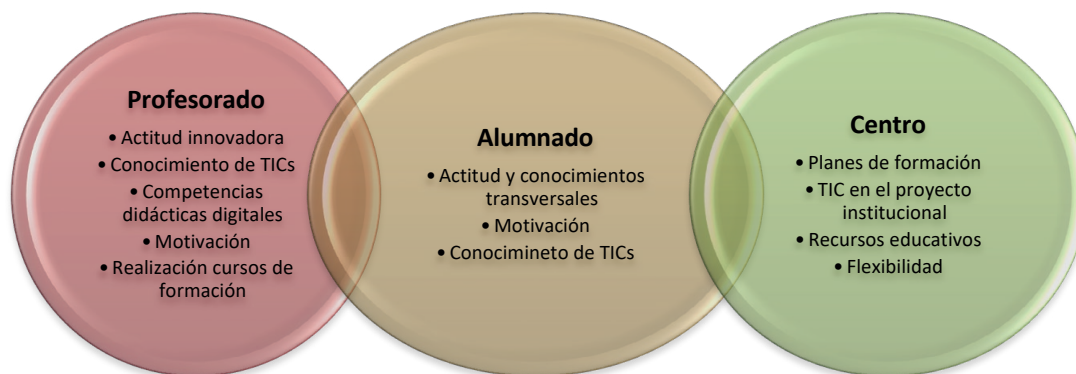 Profesorado
• Actitud innovadora
• Conocimiento de TICs
• Competencias
didácticas digitales
• Motivación
• Realización cursos de
formación
Alumnado
• Actitud y conocimientos
transversales
• Motivación
• Conocimineto de TICs
Centro
• Planes de formación
• TIC en el proyecto
institucional
• Recursos educativos
• Flexibilidad